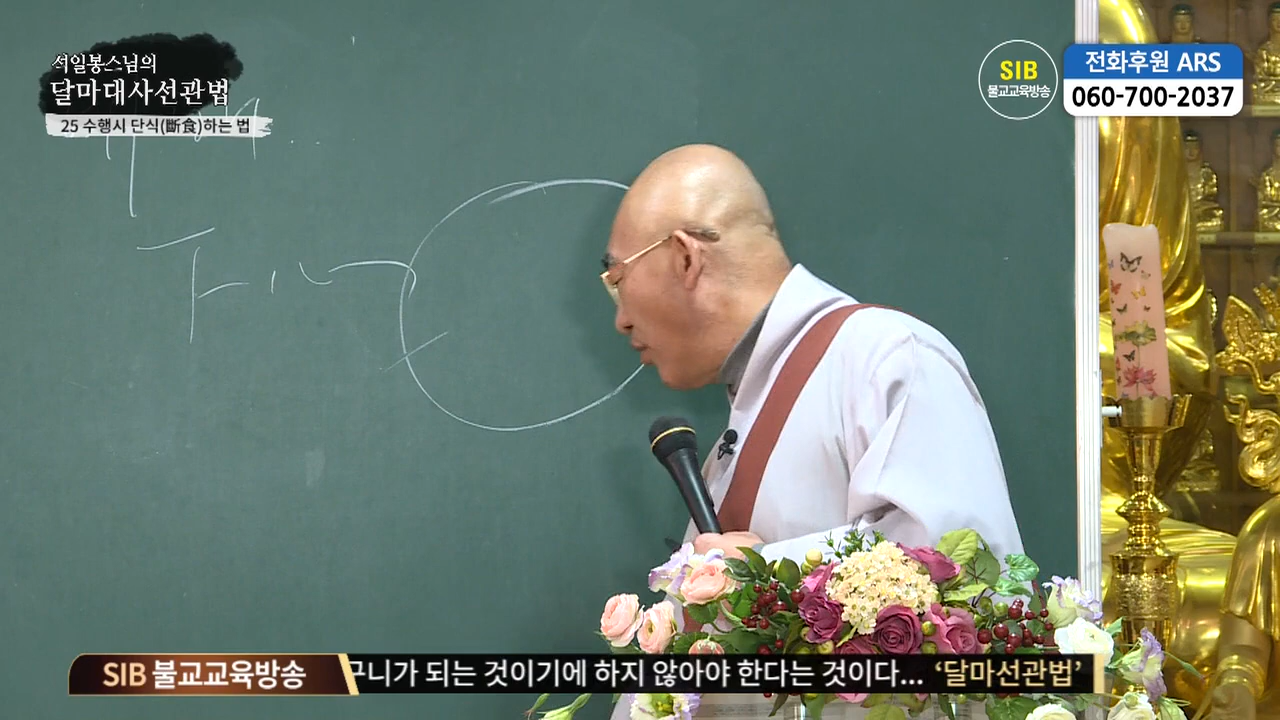 석일봉스님의
달마대사선관법
25 수행시 단식(斷食)하는 법
SIB
불교교육방송
전화후원 ARS
060-700-2037
SIB 불교교육방송
구니가 되는 것이기에 하지 않아야 한다는 것이다... ‘달마선관법’